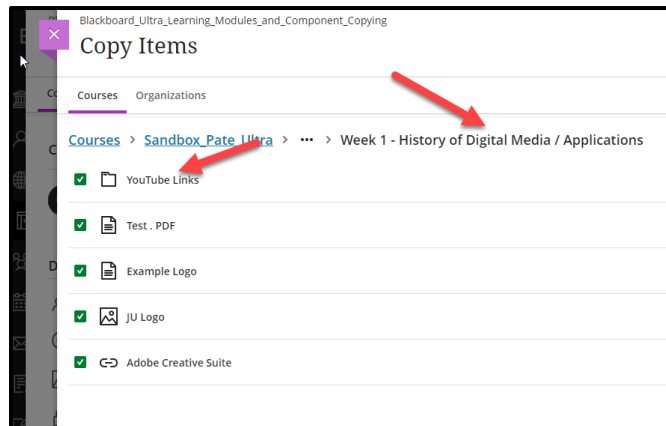 Blackboard_Ultra_Learning_Modules_and_Component_Copying
Copy Items
Courses Organizations
Courses > Sandbox_Pate_Ultra > ••• > Week 1 - History of Digital Media / Applications
YouTube Links
Test . PDF
Example Logo
JU Logo
Adobe Creative Suite